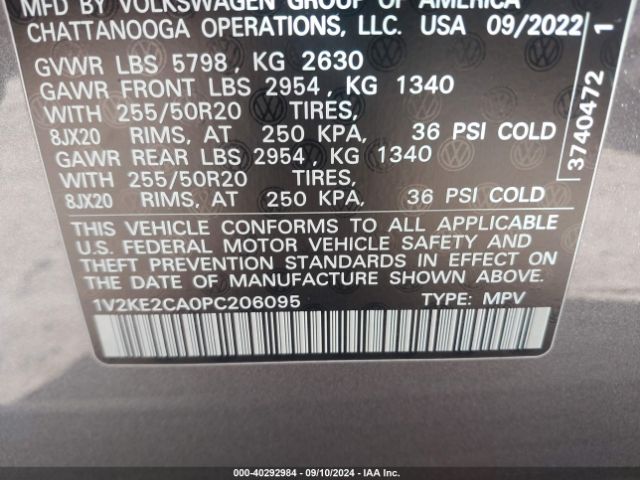 MFD BY VOLKSWAGEN GROUP OF AMERICA
CHATTANOOGA OPERATIONS, LLC. USA 09/2022
GVWR LBS 5798, KG 2630
GAWR FRONT LBS 2954, KG 1340
WITH 255/50R20 TIRES,
8JX20 RIMS, AT 250 KPA, 36 PSI COLD
GAWR REAR LBS 2954, KG 1340
WITH 255/50R20 TIRES,
8JX20 RIMS, AT 250 KPA, 36 PSI COLD
THIS VEHICLE CONFORMS TO ALL APPLICABLE
U.S. FEDERAL MOTOR VEHICLE SAFETY AND
THEFT PREVENTION STANDARDS IN EFFECT ON
THE DATE OF MANUFACTURE SHOWN ABOVE.
1V2KE2CA0PC206095 TYPE: MPV
3740472 1
000-40292984 - 09/10/2024 - IAA Inc.